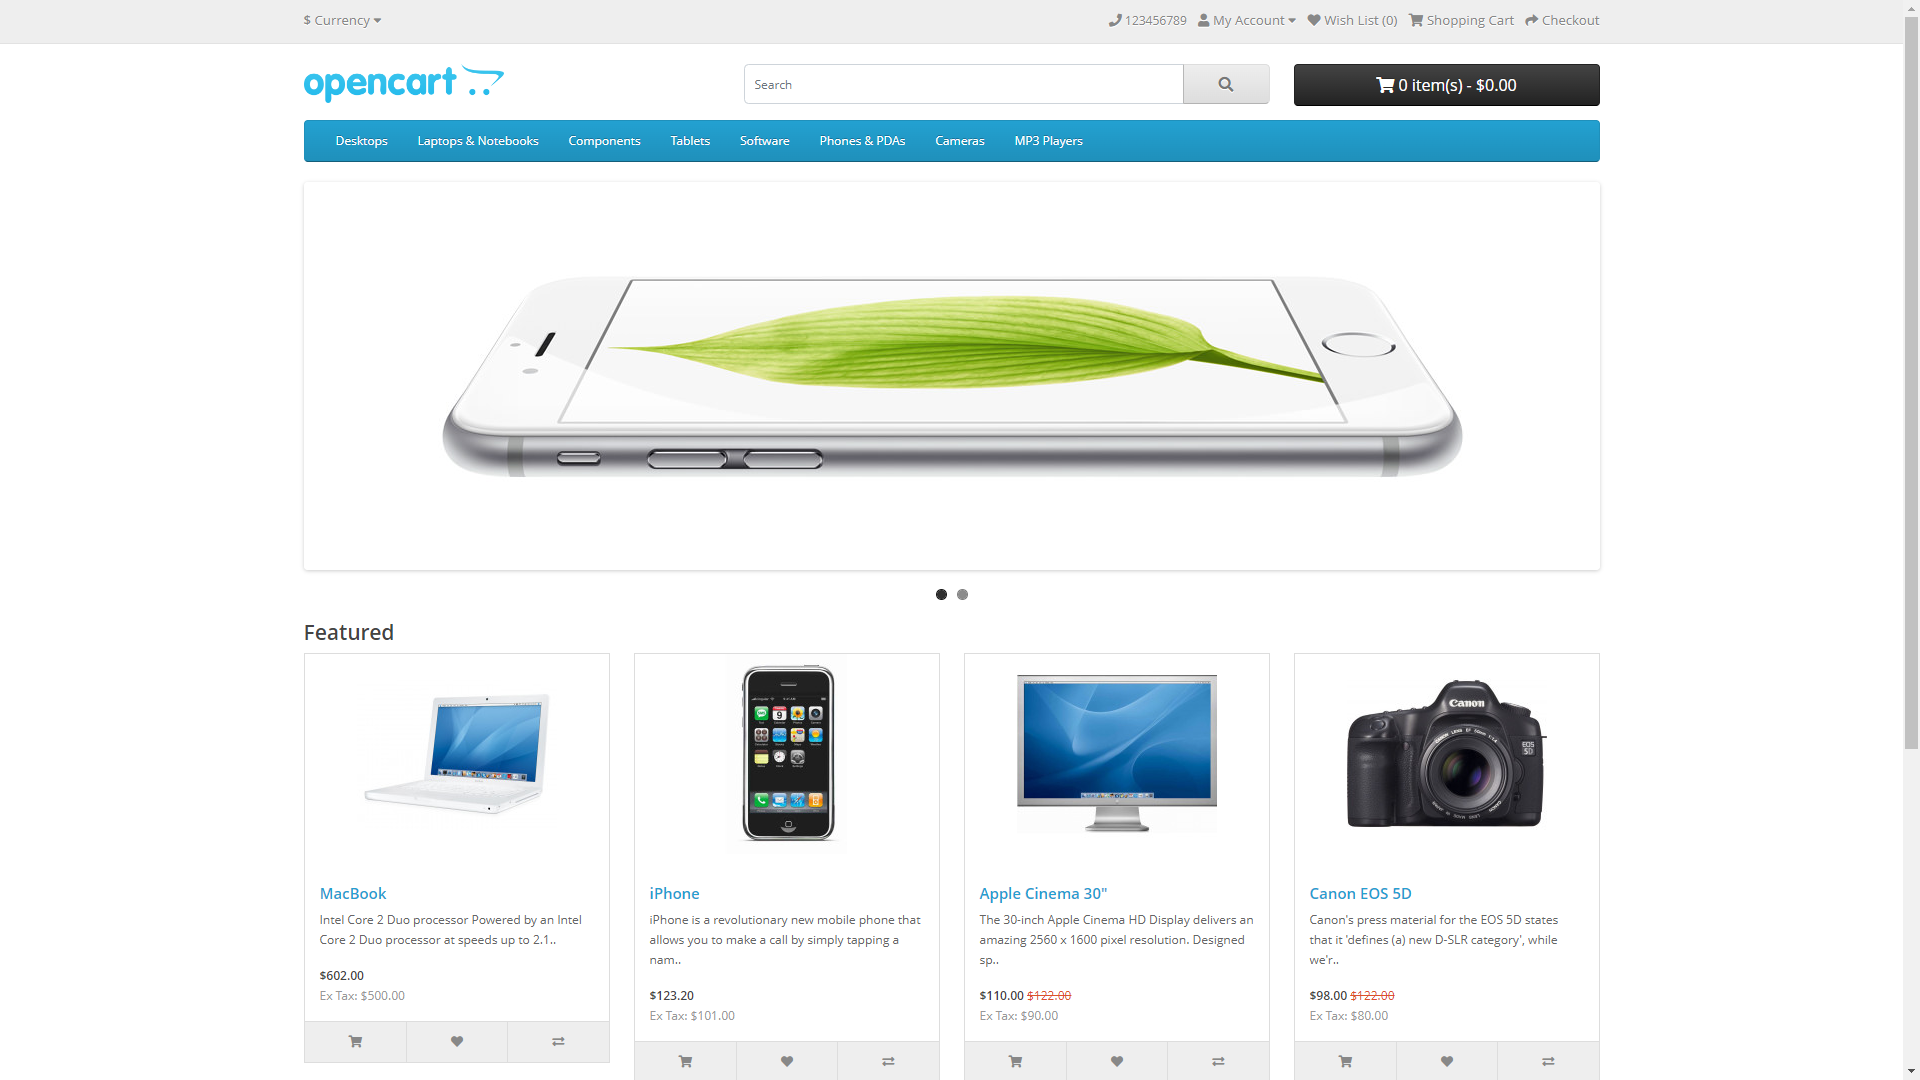 $ Currency
123456789 My Account Wish List (0) Shopping Cart Checkout
opencart
Search
0 item(s) - $0.00
Desktops Laptops & Notebooks Components Tablets Software Phones & PDAs Cameras MP3 Players
Featured
Canon
EOS 5D
MacBook
Intel Core 2 Duo processor Powered by an Intel
Core 2 Duo processor at speeds up to 2.1..
$602.00
Ex Tax: $500.00
iPhone
iPhone is a revolutionary new mobile phone that
allows you to make a call by simply tapping a
nam..
$123.20
Ex Tax: $101.00
Apple Cinema 30"
The 30-inch Apple Cinema HD Display delivers an
amazing 2560 x 1600 pixel resolution. Designed
sp..
$110.00 $122.00
Ex Tax: $90.00
Canon EOS 5D
Canon's press material for the EOS 5D states
that it 'defines (a) new D-SLR category', while
we'r..
$98.00 $122.00
Ex Tax: $80.00